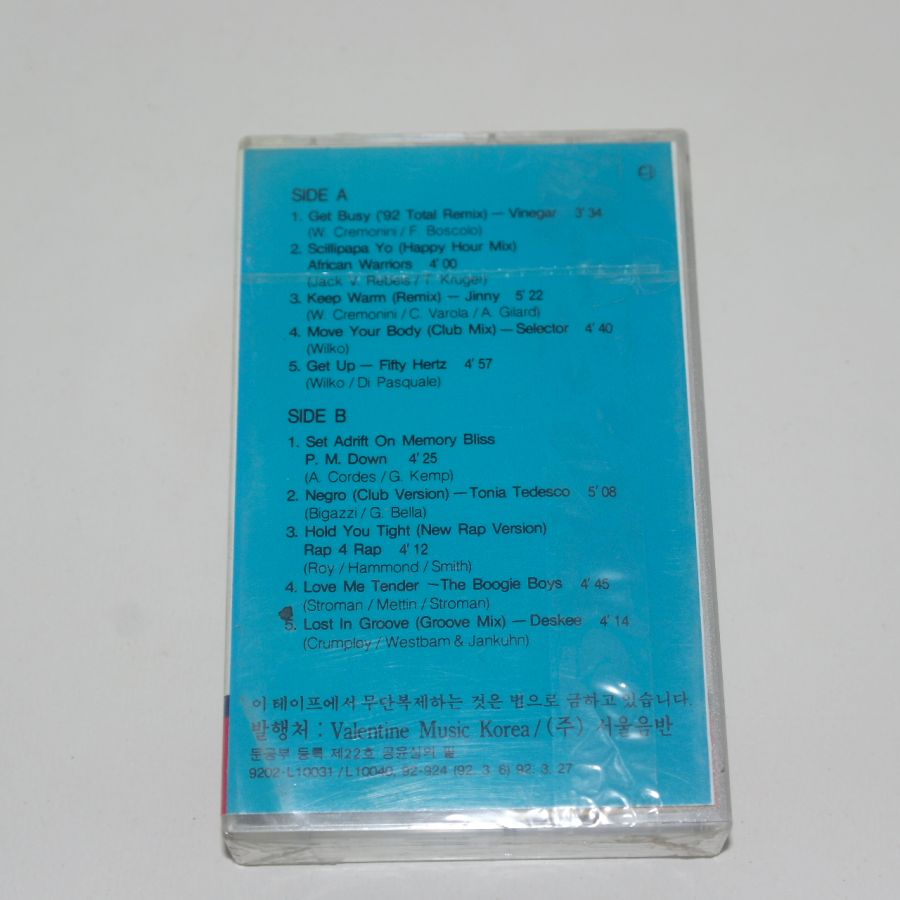 SIDE A
1. Get Busy ('92 Total Remix) — Vinegar 3'34
(W. Cremonini / F. Boscolo)
2. Scillipapa Yo (Happy Hour Mix)
African Warriors 4'00
(Jack V. Rebels / T. Kruger)
3. Keep Warm (Remix) — Jinny 5'22
(W. Cremonini / C. Varola / A. Gilard)
4. Move Your Body (Club Mix) — Selector 4'40
(Wilko)
5. Get Up — Fifty Hertz 4'57
(Wilko / Di Pasquale)
SIDE B
1. Set Adrift On Memory Bliss
P. M. Down 4'25
(A. Cordes / G. Kemp)
2. Negro (Club Version) — Tonia Tedesco 5'08
(Bigazzi / G. Bella)
3. Hold You Tight (New Rap Version)
Rap 4 Rap 4'12
(Roy / Hammond / Smith)
4. Love Me Tender — The Boogie Boys 4'45
(Stroman / Mettin / Stroman)
5. Lost In Groove (Groove Mix) — Deskee 4'14
(Crumpley / Westbam & Jankuhn)
이 테이프에서 무단복제하는 것은 법으로 금하고 있습니다.
발행처 : Valentine Music Korea / (주) 서울음반
문공부 등록 제22호 공윤심의 필
9202-L10031 / L10040, 92-924 (92. 3. 6) 92. 3. 27